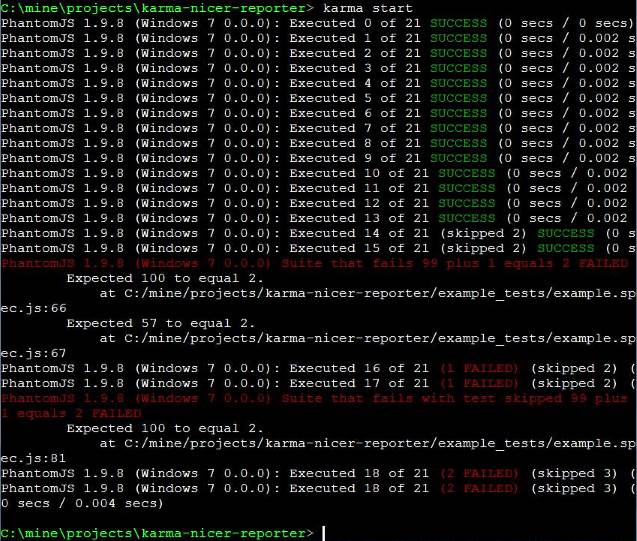 C:\mine\projects\karma-nicer-reporter> karma start
PhantomJS 1.9.8 (Windows 7 0.0.0): Executed 0 of 21 SUCCESS (0 secs / 0 secs)
PhantomJS 1.9.8 (Windows 7 0.0.0): Executed 1 of 21 SUCCESS (0 secs / 0.002 s
PhantomJS 1.9.8 (Windows 7 0.0.0): Executed 2 of 21 SUCCESS (0 secs / 0.002 s
PhantomJS 1.9.8 (Windows 7 0.0.0): Executed 3 of 21 SUCCESS (0 secs / 0.002 s
PhantomJS 1.9.8 (Windows 7 0.0.0): Executed 4 of 21 SUCCESS (0 secs / 0.002 s
PhantomJS 1.9.8 (Windows 7 0.0.0): Executed 5 of 21 SUCCESS (0 secs / 0.002 s
PhantomJS 1.9.8 (Windows 7 0.0.0): Executed 6 of 21 SUCCESS (0 secs / 0.002 s
PhantomJS 1.9.8 (Windows 7 0.0.0): Executed 7 of 21 SUCCESS (0 secs / 0.002 s
PhantomJS 1.9.8 (Windows 7 0.0.0): Executed 8 of 21 SUCCESS (0 secs / 0.002 s
PhantomJS 1.9.8 (Windows 7 0.0.0): Executed 9 of 21 SUCCESS (0 secs / 0.002 s
PhantomJS 1.9.8 (Windows 7 0.0.0): Executed 10 of 21 SUCCESS (0 secs / 0.002
PhantomJS 1.9.8 (Windows 7 0.0.0): Executed 11 of 21 SUCCESS (0 secs / 0.002
PhantomJS 1.9.8 (Windows 7 0.0.0): Executed 12 of 21 SUCCESS (0 secs / 0.002
PhantomJS 1.9.8 (Windows 7 0.0.0): Executed 13 of 21 SUCCESS (0 secs / 0.002
PhantomJS 1.9.8 (Windows 7 0.0.0): Executed 14 of 21 (skipped 2) SUCCESS (0 s
PhantomJS 1.9.8 (Windows 7 0.0.0): Executed 15 of 21 (skipped 2) SUCCESS (0 s
PhantomJS 1.9.8 (Windows 7 0.0.0) Suite that fails 99 plus 1 equals 2 FAILED
Expected 100 to equal 2.
at C:/mine/projects/karma-nicer-reporter/example_tests/example.sp
ec.js:66
Expected 57 to equal 2.
at C:/mine/projects/karma-nicer-reporter/example_tests/example.sp
ec.js:67
PhantomJS 1.9.8 (Windows 7 0.0.0): Executed 16 of 21 (1 FAILED) (skipped 2) (
PhantomJS 1.9.8 (Windows 7 0.0.0): Executed 17 of 21 (1 FAILED) (skipped 2) (
PhantomJS 1.9.8 (Windows 7 0.0.0) Suite that fails with test skipped 99 plus
1 equals 2 FAILED
Expected 100 to equal 2.
at C:/mine/projects/karma-nicer-reporter/example_tests/example.sp
ec.js:81
PhantomJS 1.9.8 (Windows 7 0.0.0): Executed 18 of 21 (2 FAILED) (skipped 3) (
PhantomJS 1.9.8 (Windows 7 0.0.0): Executed 18 of 21 (2 FAILED) (skipped 3) (
0 secs / 0.004 secs)
C:\mine\projects\karma-nicer-reporter>